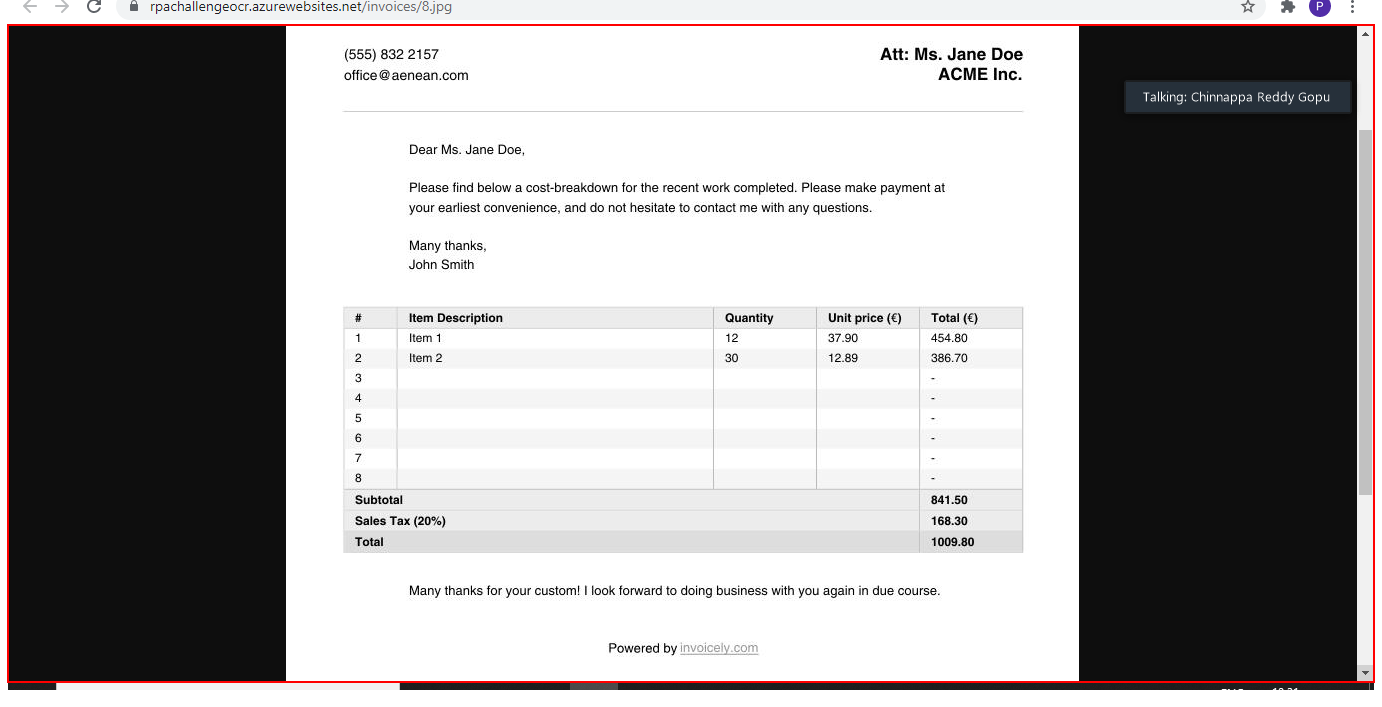 rpachallengeocr.azurewebsites.net/invoices/8.jpg
P
(555) 832 2157
office@aenean.com
Att: Ms. Jane Doe
ACME Inc.
Talking: Chinnappa Reddy Gopu
Dear Ms. Jane Doe,
Please find below a cost-breakdown for the recent work completed. Please make payment at
your earliest convenience, and do not hesitate to contact me with any questions.
Many thanks,
John Smith
# Item Description Quantity Unit price (€) Total (€)
1 Item 1 12 37.90 454.80
2 Item 2 30 12.89 386.70
3 -
4 -
5 -
6 -
7 -
8 -
Subtotal 841.50
Sales Tax (20%) 168.30
Total 1009.80
Many thanks for your custom! I look forward to doing business with you again in due course.
Powered by invoicely.com